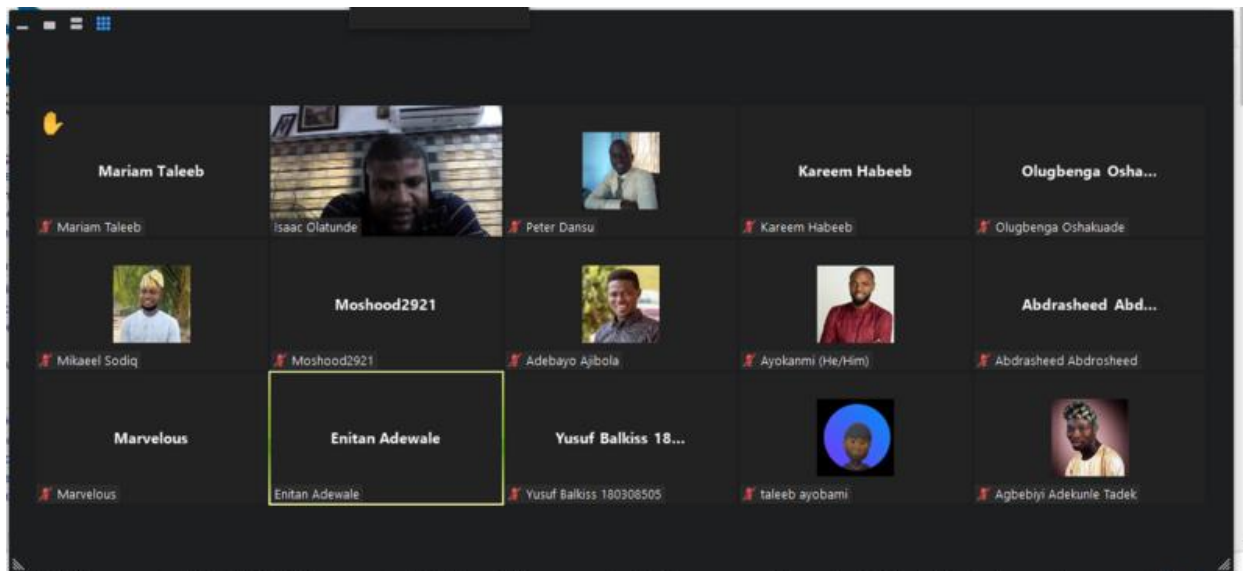 Mariam Taleeb
Mariam Taleeb
Isaac Olatunde
Peter Dansu
Kareem Habeeb
Kareem Habeeb
Olugbenga Osha...
Olugbenga Oshakuade
Mikaeel Sodiq
Moshood2921
Moshood2921
Adebayo Ajibola
Ayokanmi (He/Him)
Abdrasheed Abd...
Abdrasheed Abdrosheed
Marvelous
Marvelous
Enitan Adewale
Enitan Adewale
Yusuf Balkiss 18...
Yusuf Balkiss 180308505
taleeb ayobami
Agbebiyi Adekunle Tadek